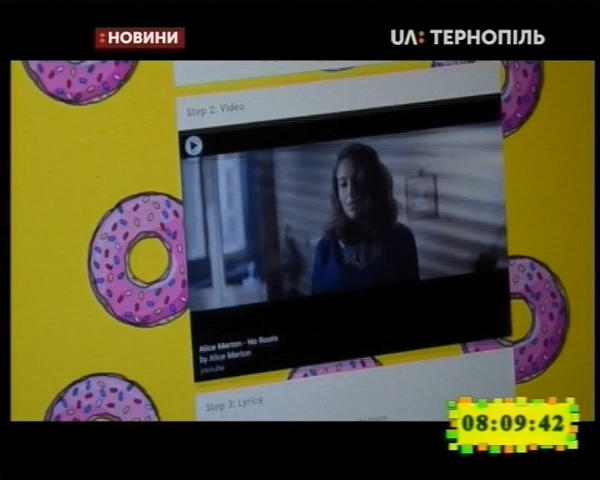 :НОВИНИ
UA: ТЕРНОПІЛЬ
Step 2: Video
Alice Merton - No Roots
by Alice Merton
youtube
Step 3: Lyrics
08:09:42